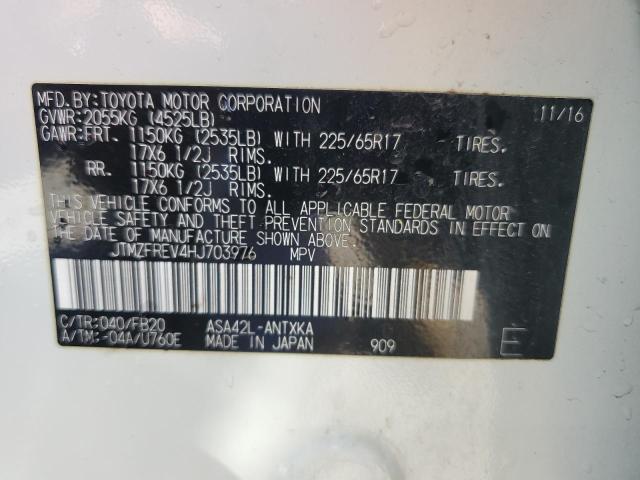 MFD.BY:TOYOTA MOTOR CORPORATION 11/16
GVWR:2055KG (4525LB)
GAWR:FRT. 1150KG (2535LB) WITH 225/65R17 TIRES.
17X6 1/2J RIMS.
RR. 1150KG (2535LB) WITH 225/65R17 TIRES.
17X6 1/2J RIMS.
THIS VEHICLE CONFORMS TO ALL APPLICABLE FEDERAL MOTOR
VEHICLE SAFETY AND THEFT PREVENTION STANDARDS IN EFFECT ON
THE DATE OF MANUFACTURE SHOWN ABOVE.
JTMZFREV4HJ703976 MPV
C/TR:040/FB20 ASA42L-ANTXKA
A/TM:-04A/U760E MADE IN JAPAN 909 E